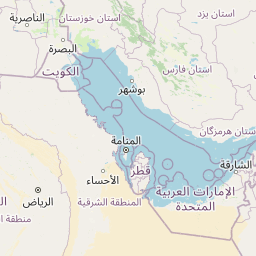 استان یزد
استان خوزستان
الناصرية
البصرة
الكويت
استان فارس
بوشهر
استان هرمزگان
المنامة
الشارقة
قطر
الأحساء
الإمارات العربية
المتحدة
الرياض
المنطقة الشرقية
منطقة